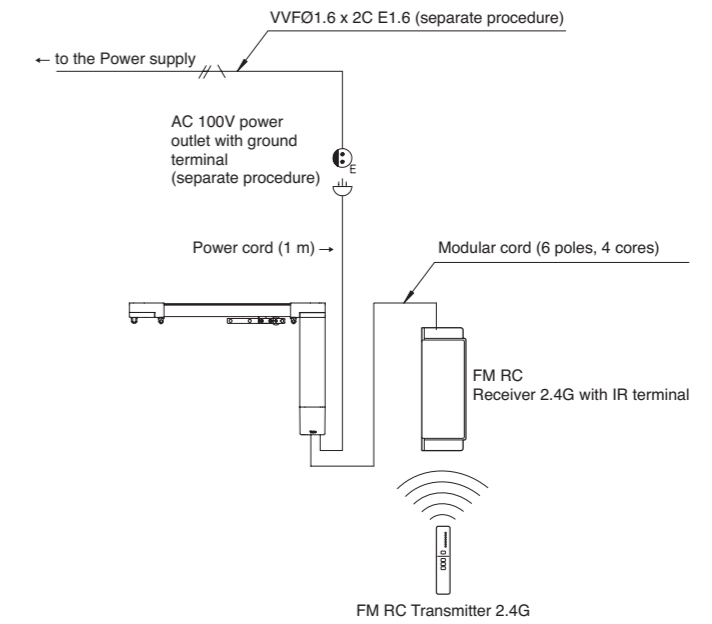 VVFØ1.6 x 2C E1.6 (separate procedure)
← to the Power supply
AC 100V power
outlet with ground
terminal
(separate procedure)
E
Power cord (1 m) →
Modular cord (6 poles, 4 cores)
FM RC
Receiver 2.4G with IR terminal
FM RC Transmitter 2.4G